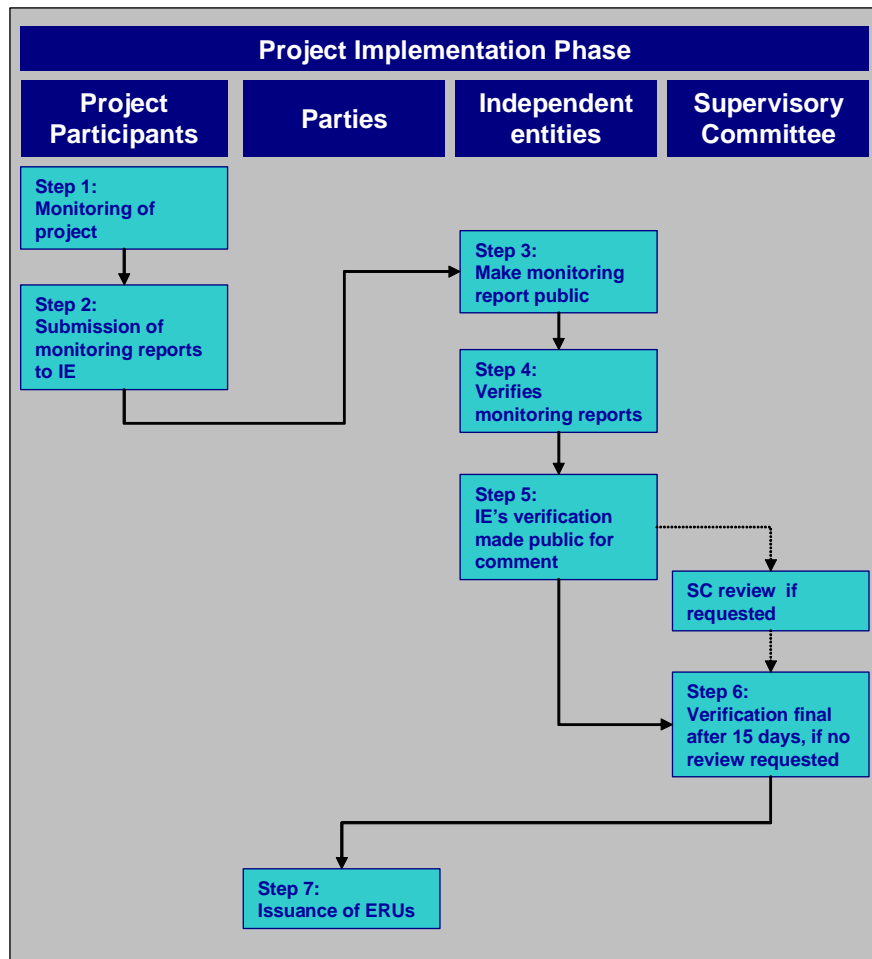 Project Implementation Phase
Project
Participants
Parties
Independent
entities
Supervisory
Committee
Step 1:
Monitoring of
project
Step 2:
Submission of
monitoring reports
to IE
Step 3:
Make monitoring
report public
Step 4:
Verifies
monitoring reports
Step 5:
IE's verification
made public for
comment
SC review if
requested
Step 6:
Verification final
after 15 days, if no
review requested
Step 7:
Issuance of ERUs